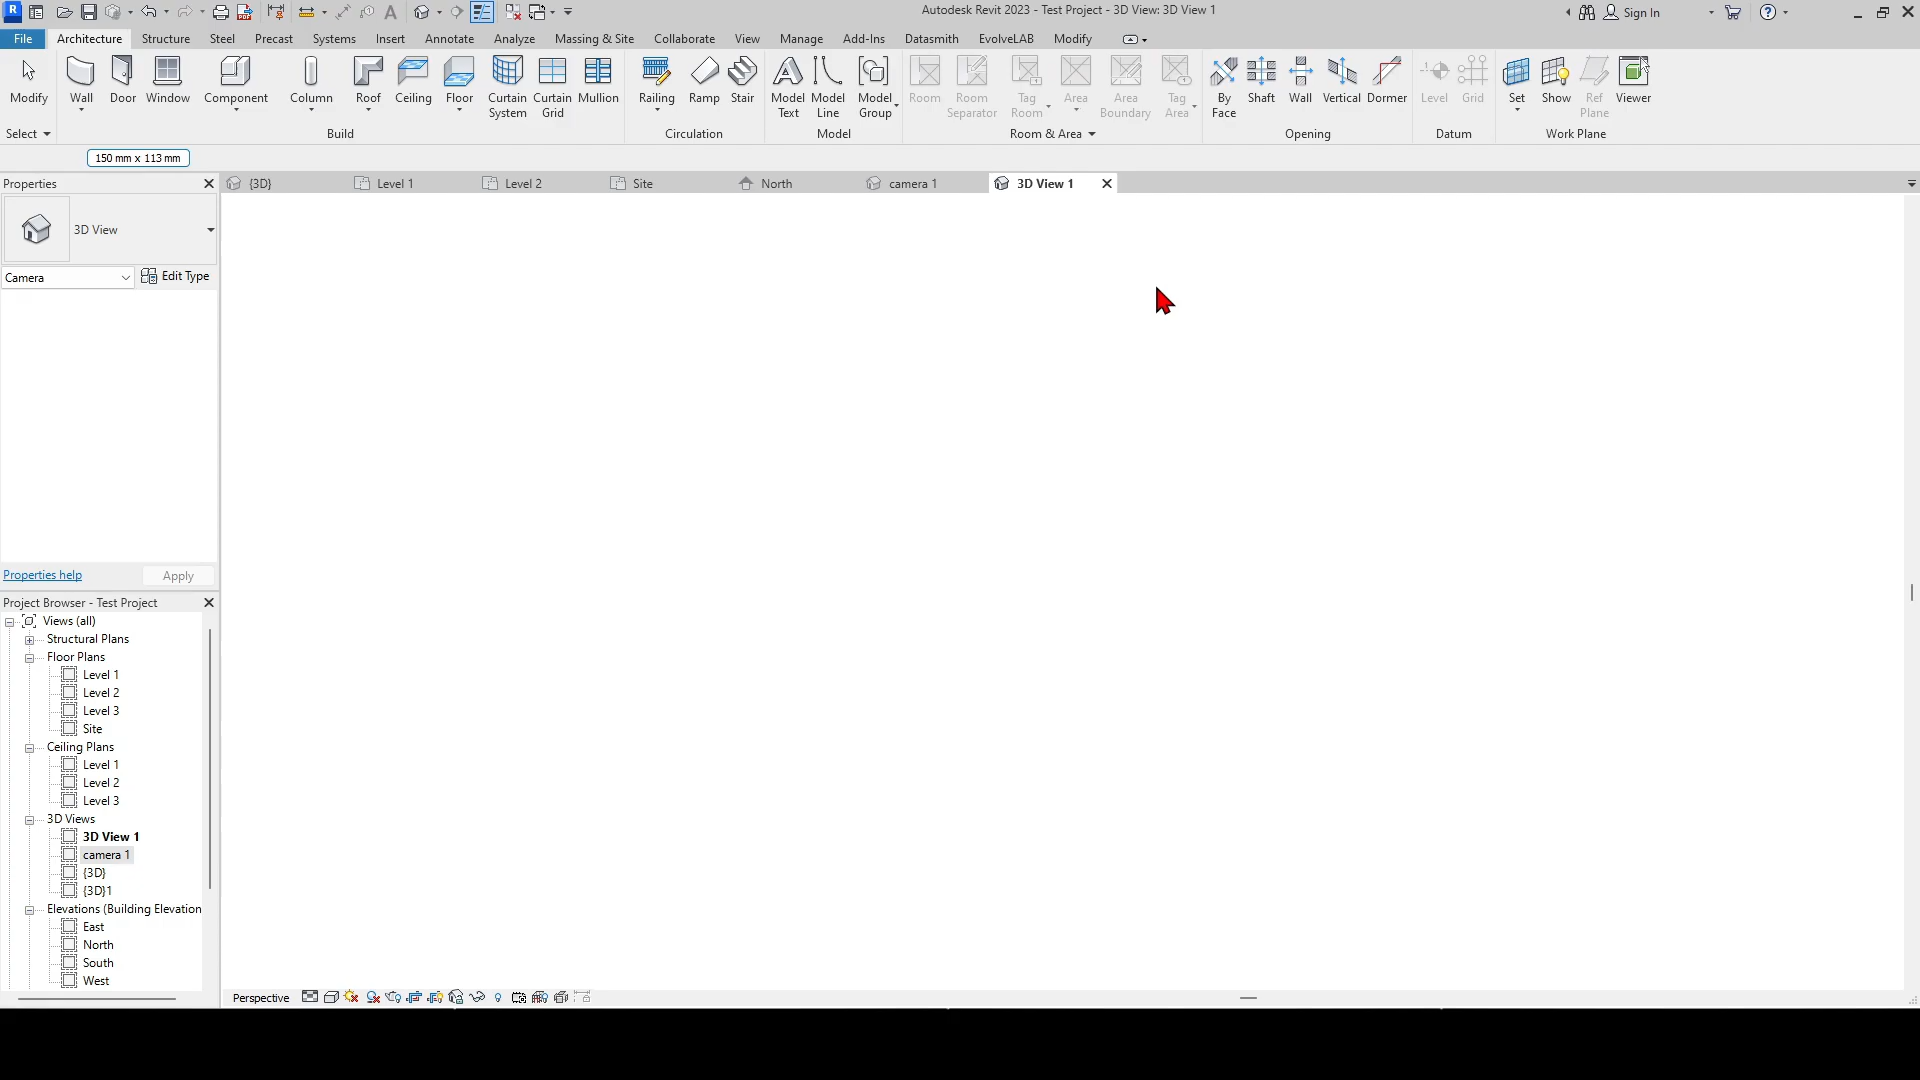 Autodesk Revit 2023 - Test Project - 3D View: 3D View 1
Sign In
File Architecture Structure Steel Precast Systems Insert Annotate Analyze Massing & Site Collaborate View Manage Add-Ins Datasmith EvolveLAB Modify
Modify Wall Door Window Component Column Roof Ceiling Floor Curtain System Curtain Grid Mullion Railing Ramp Stair Model Text Model Line Model Group Room Room Separator Tag Room Area Area Boundary Tag Area By Face Shaft Wall Vertical Dormer Level Grid Set Show Ref Plane Viewer
Select Build Circulation Model Room & Area Opening Datum Work Plane
150 mm x 113 mm
Properties
{3D} Level 1 Level 2 Site North camera 1 3D View 1
3D View
Camera
Edit Type
Properties help
Apply
Project Browser - Test Project
Views (all)
Structural Plans
Floor Plans
Level 1
Level 2
Level 3
Site
Ceiling Plans
Level 1
Level 2
Level 3
3D Views
3D View 1
camera 1
{3D}
{3D}1
Elevations (Building Elevation
East
North
South
West
Perspective